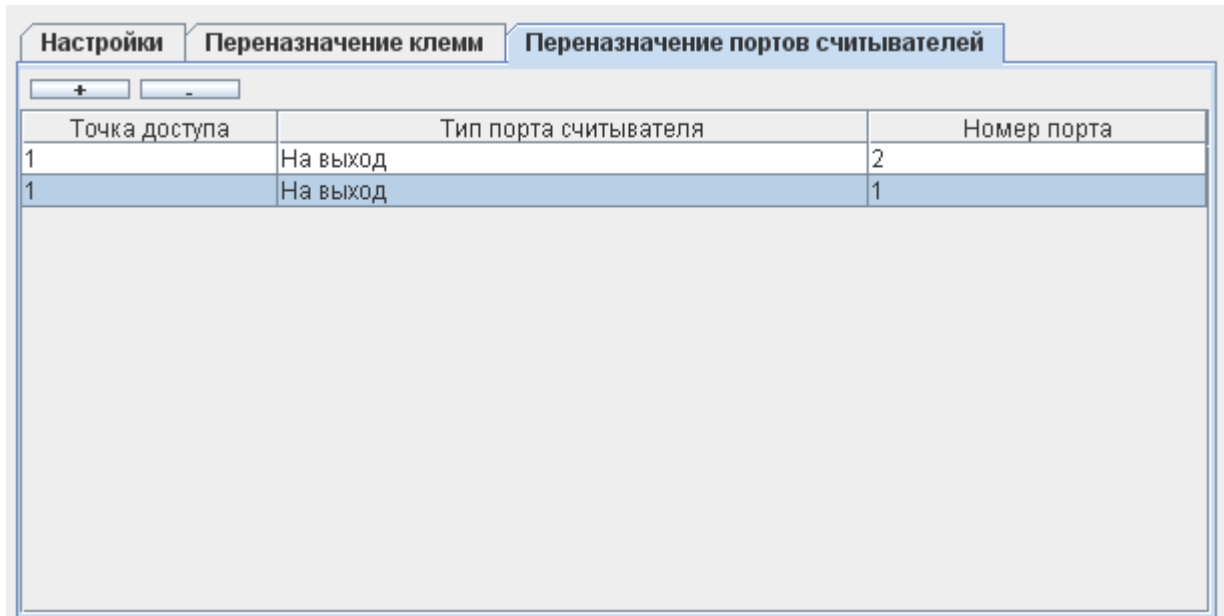 Настройки Переназначение клемм Переназначение портов считывателей
+ -
Точка доступа Тип порта считывателя Номер порта
1 На выход 2
1 На выход 1